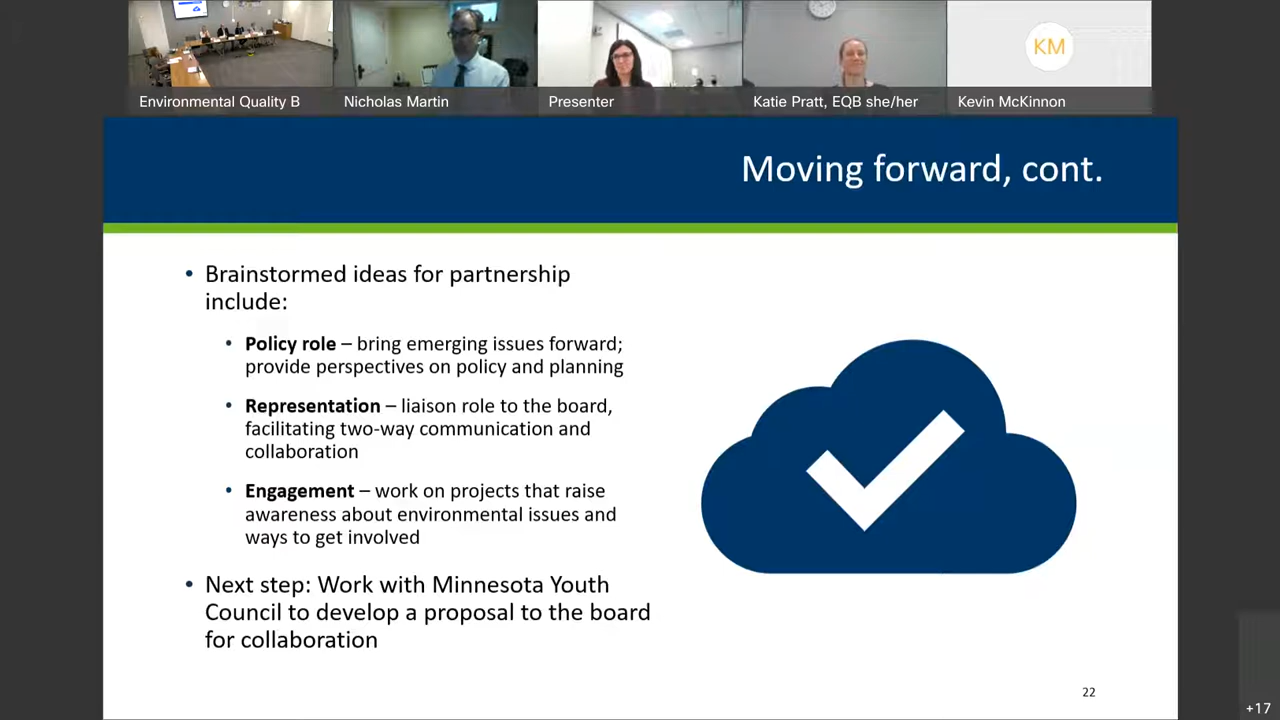 Environmental Quality B
Nicholas Martin
Presenter
Katie Pratt, EQB she/her
KM
Kevin McKinnon
Moving forward, cont.
• Brainstormed ideas for partnership
include:
• Policy role – bring emerging issues forward;
provide perspectives on policy and planning
• Representation – liaison role to the board,
facilitating two-way communication and
collaboration
• Engagement – work on projects that raise
awareness about environmental issues and
ways to get involved
• Next step: Work with Minnesota Youth
Council to develop a proposal to the board
for collaboration
22
+17